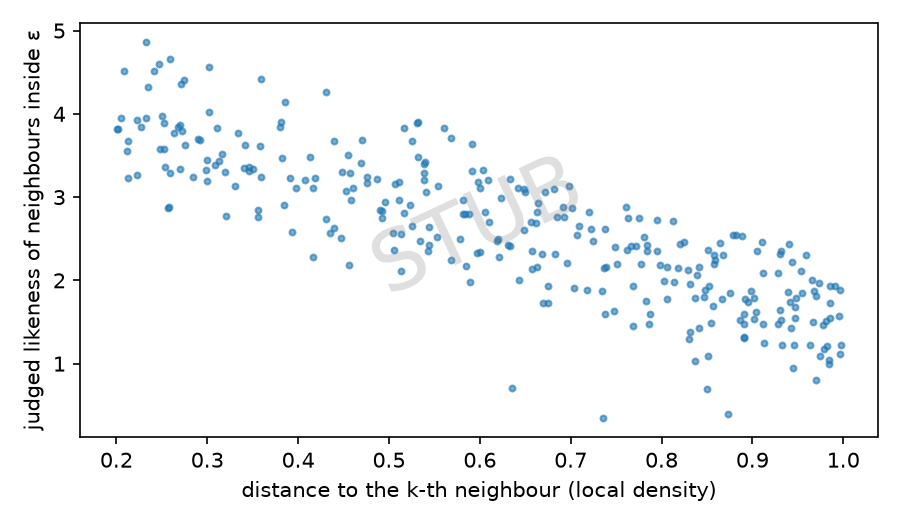 judged likeness of neighbours inside ε
5
4
3
2
1
STUB
0.2 0.3 0.4 0.5 0.6 0.7 0.8 0.9 1.0
distance to the k-th neighbour (local density)